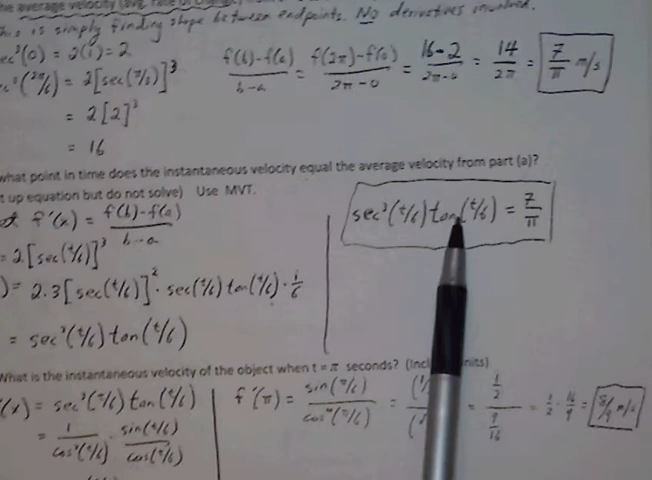 the average velocity (avg. rate of change)
This is simply finding slope between endpoints. No derivatives involved.
sec³(0) = 2(1) = 2
= 2[sec(π/3)]³
= 2[2]³
= 16
f(b)-f(a) / b-a = f(2π)-f(0) / 2π-0 = 16-2 / 2π-0 = 14 / 2π = 7/π m/s
what point in time does the instantaneous velocity equal the average velocity from part (a)?
t up equation but do not solve) Use MVT.
f'(x) = f(b)-f(a) / b-a
= 2[sec(t/6)]³
) = 2·3[sec(t/6)]²·sec(t/6)tan(t/6)·1/6
= sec³(t/6)tan(t/6)
sec³(t/6)tan(t/6) = 7/π
What is the instantaneous velocity of the object when t = π seconds? nits)
'(x) = sec³(π/6)tan(t/6)
= 1/cos³(t/6) · sin(t/6)/cos(t/6)
f'(π) = sin(π/6)/cos⁴(π/6) = = 1/2 / 9/16 = 1/2 · 16/9 = 8/9 m/s